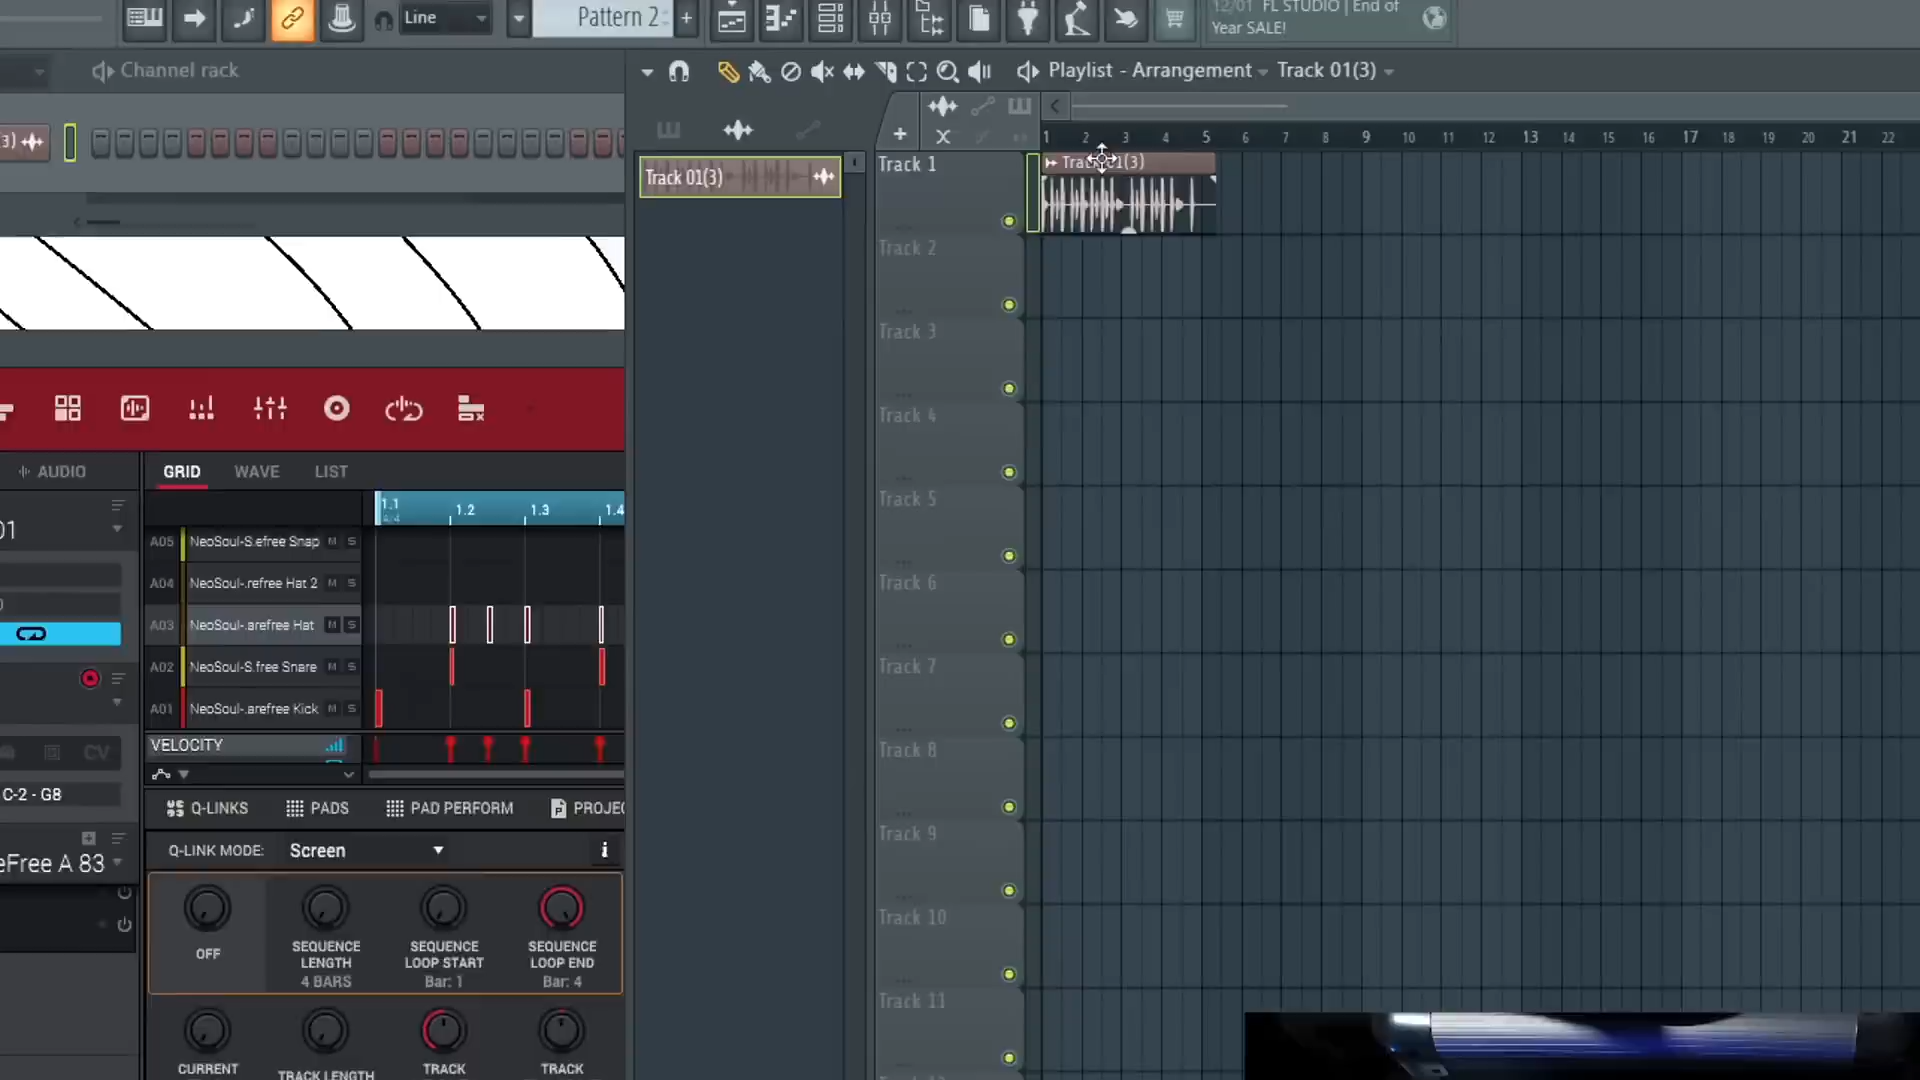 Line
Pattern 2
12/01 FL STUDIO | End of
Year SALE!
Channel rack
Playlist - Arrangement
Track 01(3)
3)
1 2 3 4 5 6 7 8 9 10 11 12 13 14 15 16 17 18 19 20 21 22
Track 01(3)
Track 1
Track 01(3)
Track 2
Track 3
Track 4
Track 5
Track 6
Track 7
Track 8
Track 9
Track 10
Track 11
AUDIO
GRID
WAVE
LIST
01
1.1
1.2
1.3
1.4
A05 NeoSoul-S.efree Snap M S
A04 NeoSoul-.refree Hat 2 M S
A03 NeoSoul-.arefree Hat M S
A02 NeoSoul-S.free Snare M S
A01 NeoSoul-.arefree Kick M S
VELOCITY
CV
C-2 - G8
Q-LINKS
PADS
PAD PERFORM
PROJEC
Q-LINK MODE:
Screen
i
eFree A 83
OFF
SEQUENCE
LENGTH
4 BARS
SEQUENCE
LOOP START
Bar: 1
SEQUENCE
LOOP END
Bar: 4
CURRENT
TRACK LENGTH
TRACK
TRACK